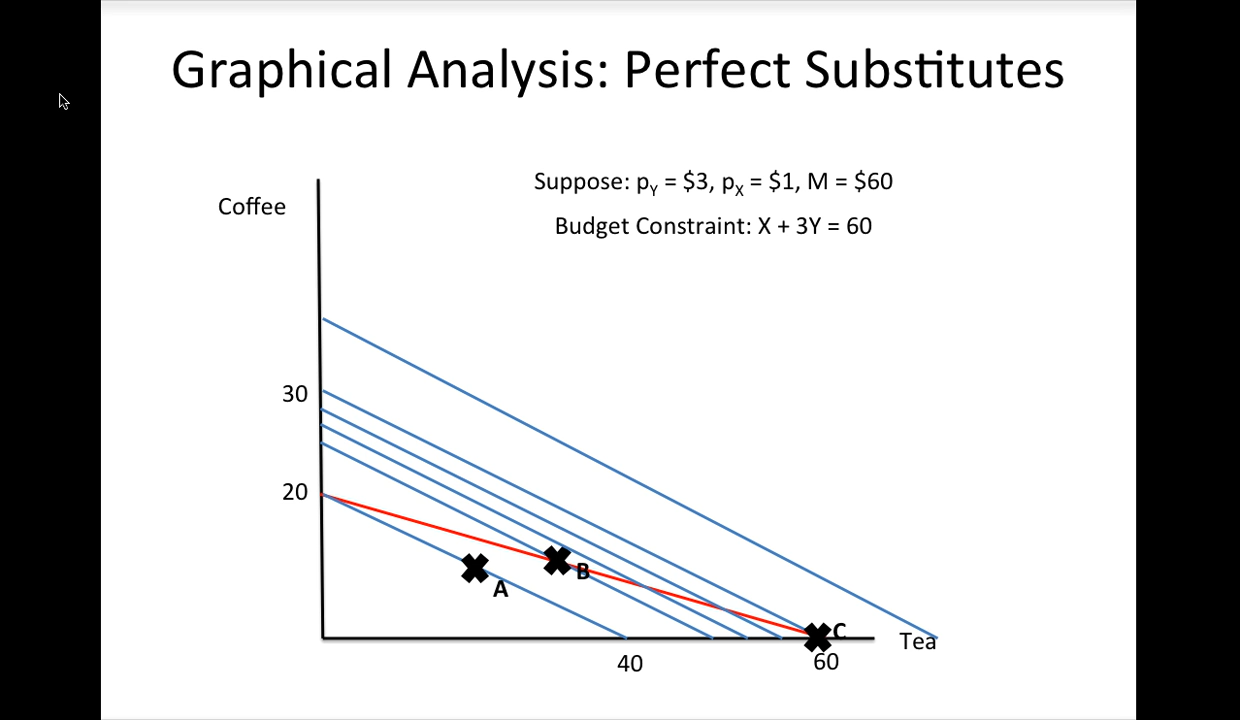 Graphical Analysis: Perfect Substitutes
Suppose: pY = $3, pX = $1, M = $60
Coffee
Budget Constraint: X + 3Y = 60
30
20
B
A
C
Tea
40
60